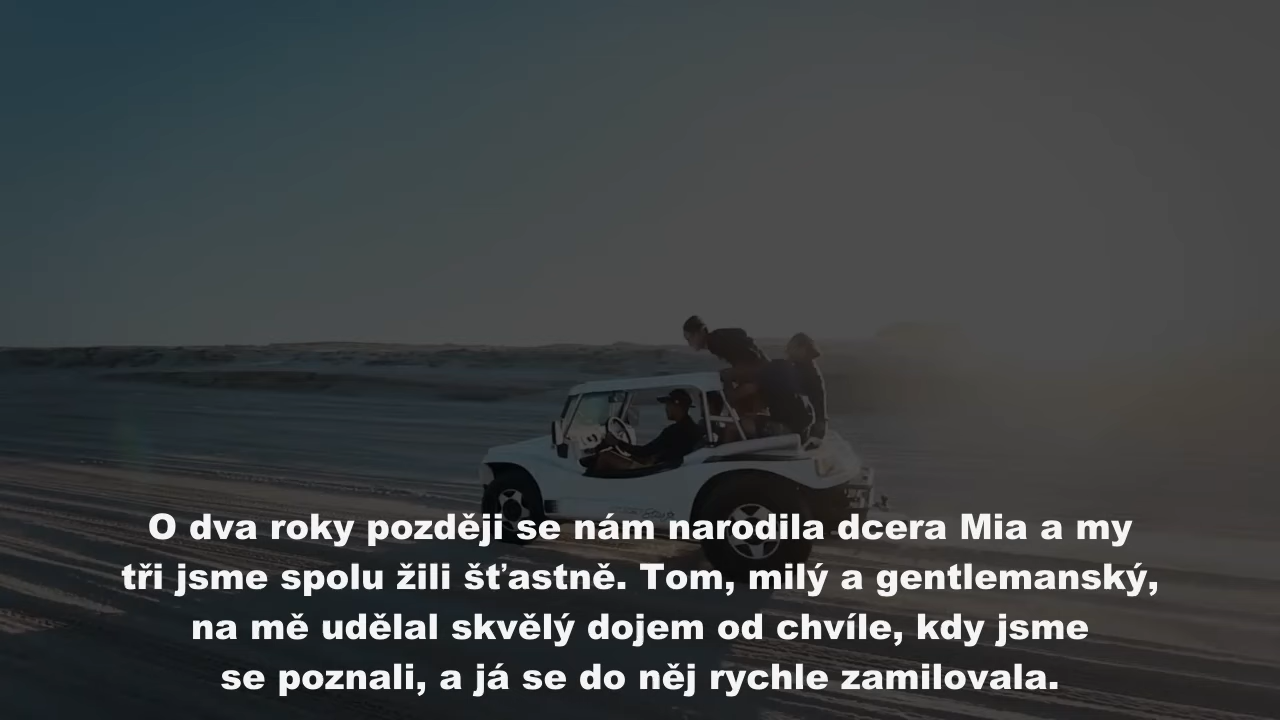 O dva roky později se nám narodila dcera Mia a my
tři jsme spolu žili šťastně. Tom, milý a gentlemanský,
na mě udělal skvělý dojem od chvíle, kdy jsme
se poznali, a já se do něj rychle zamilovala.